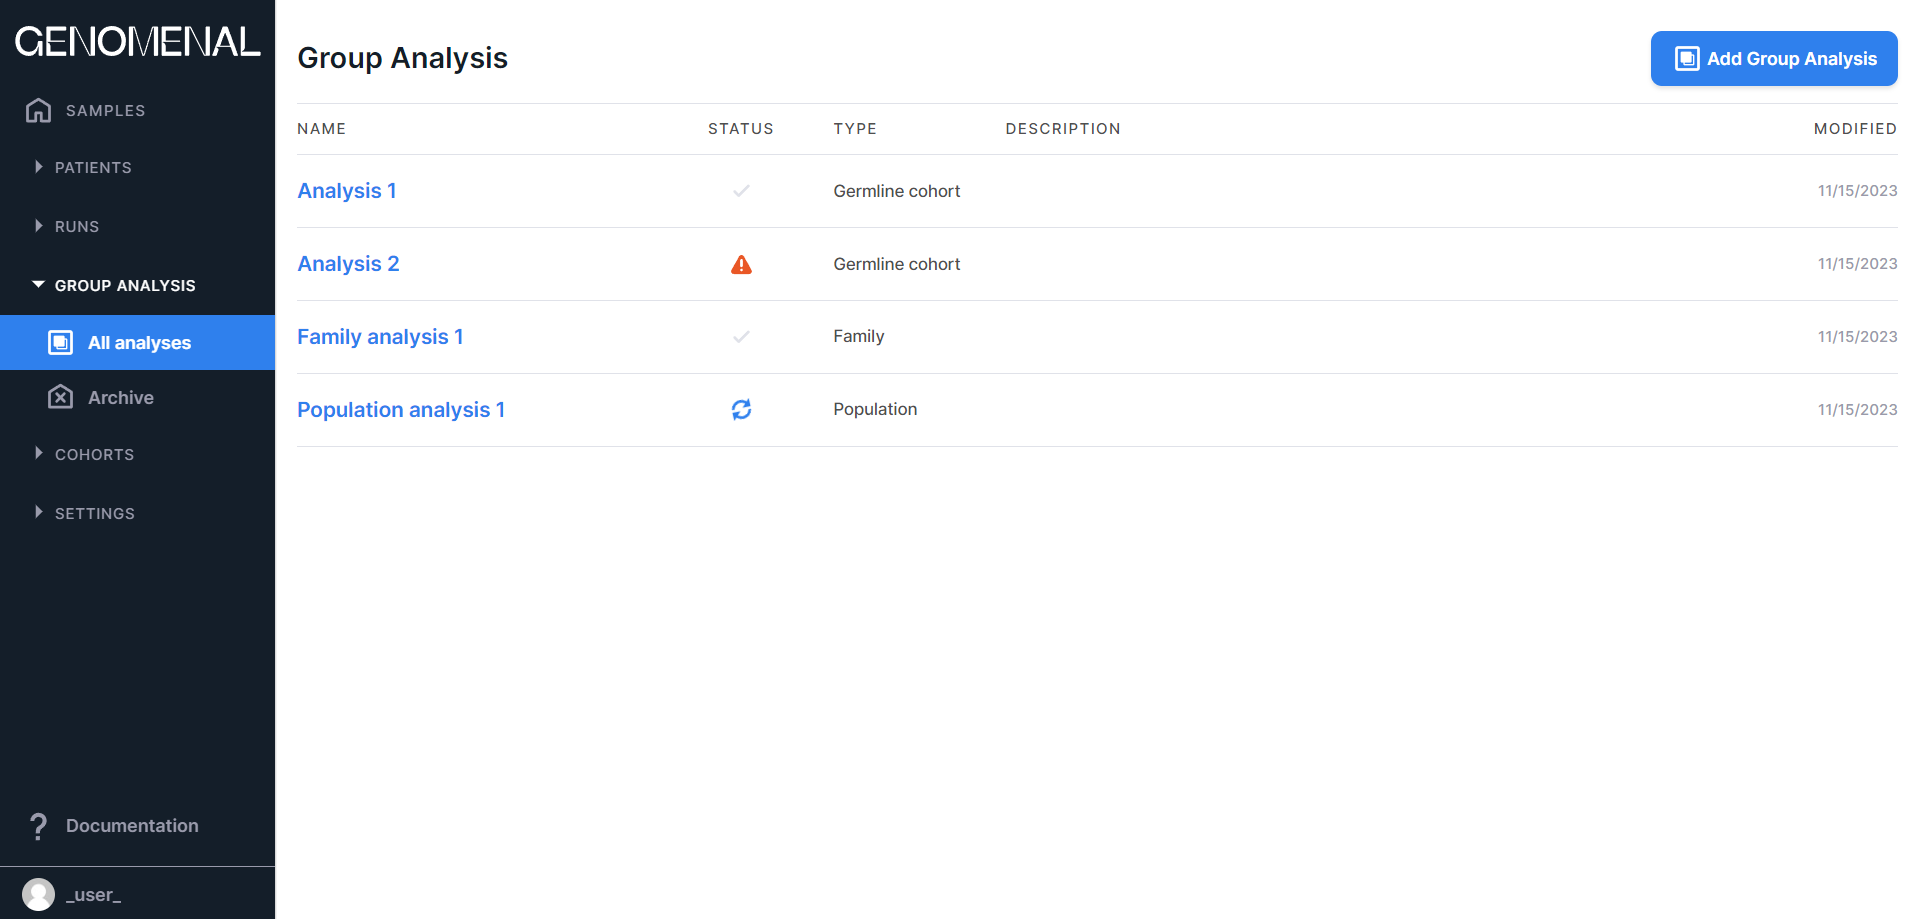 GENOMENAL
SAMPLES
PATIENTS
RUNS
GROUP ANALYSIS
All analyses
Archive
COHORTS
SETTINGS
Documentation
_user_
Group Analysis
Add Group Analysis
NAME STATUS TYPE DESCRIPTION MODIFIED
Analysis 1 Germline cohort 11/15/2023
Analysis 2 Germline cohort 11/15/2023
Family analysis 1 Family 11/15/2023
Population analysis 1 Population 11/15/2023